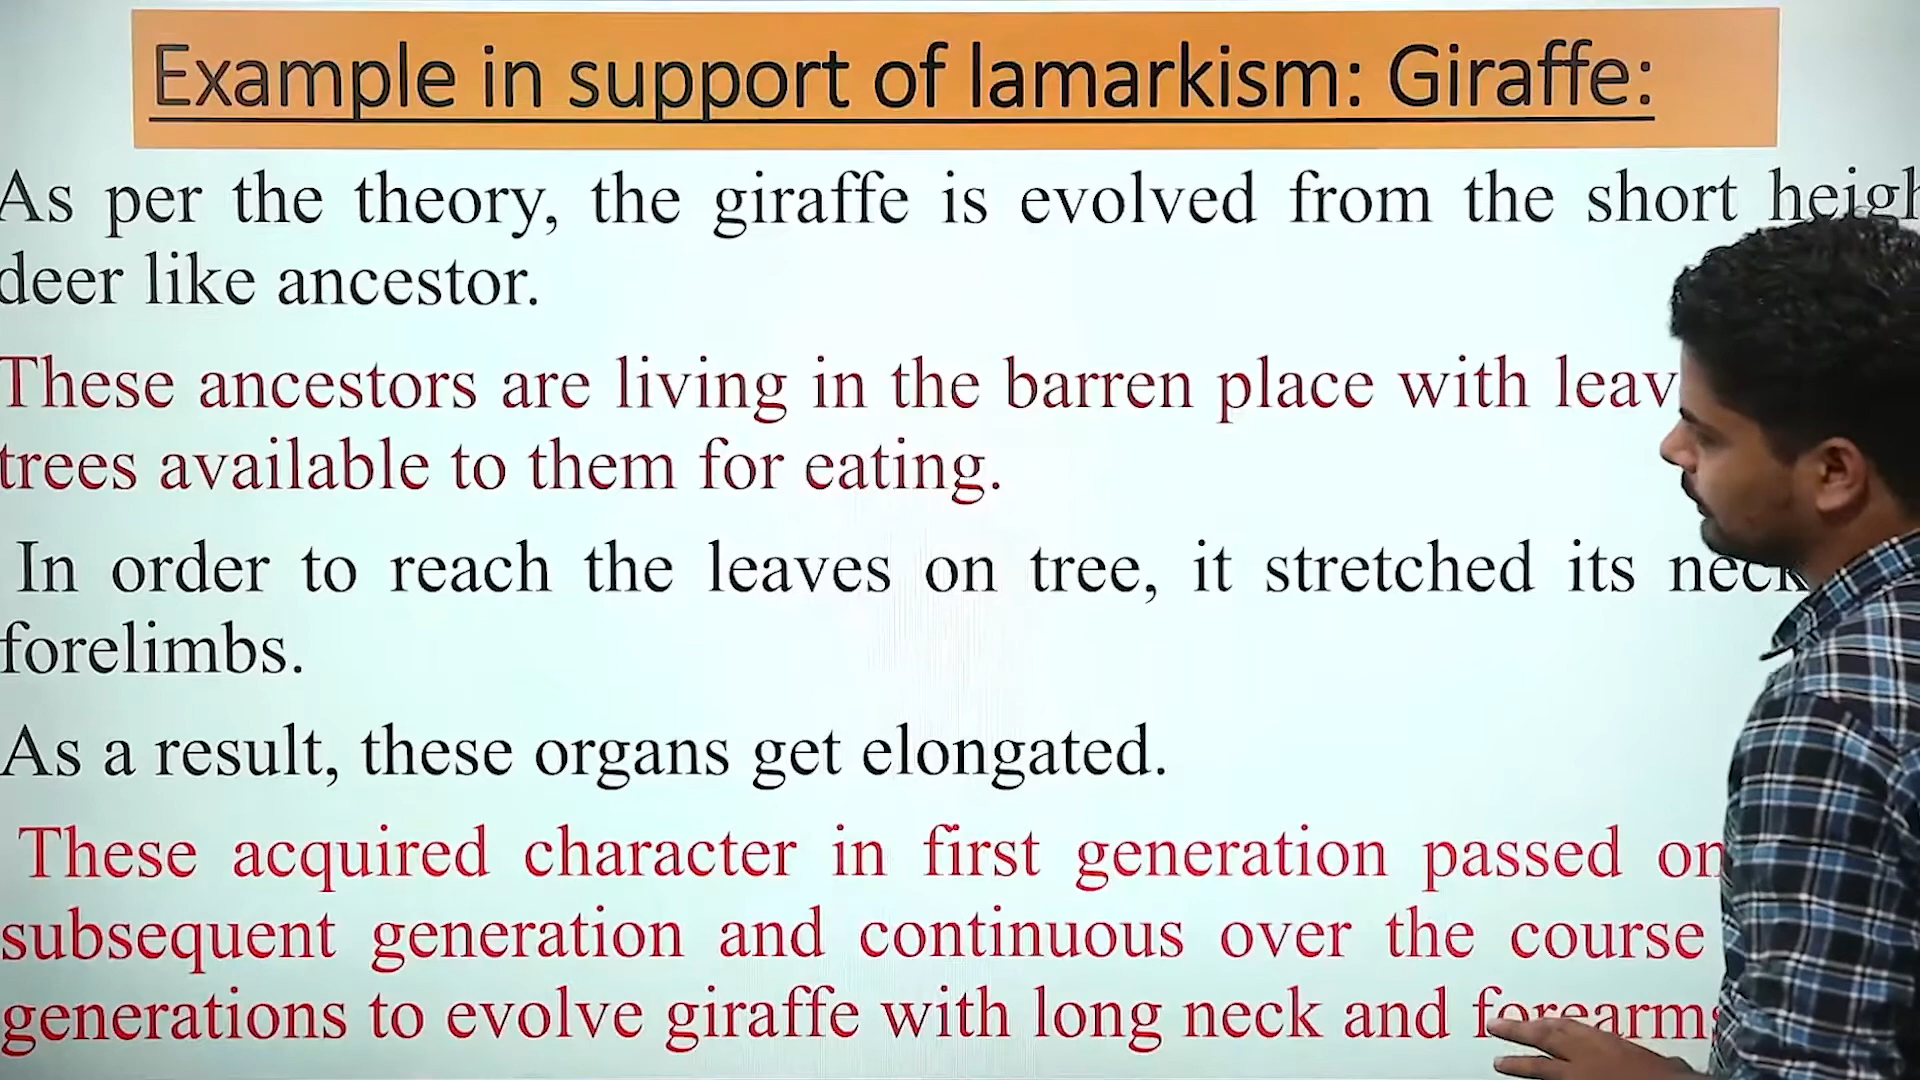 Example in support of lamarkism: Giraffe:
As per the theory, the giraffe is evolved from the short heigh
deer like ancestor.
These ancestors are living in the barren place with leav
trees available to them for eating.
In order to reach the leaves on tree, it stretched its neck
forelimbs.
As a result, these organs get elongated.
These acquired character in first generation passed on
subsequent generation and continuous over the course
generations to evolve giraffe with long neck and forearms